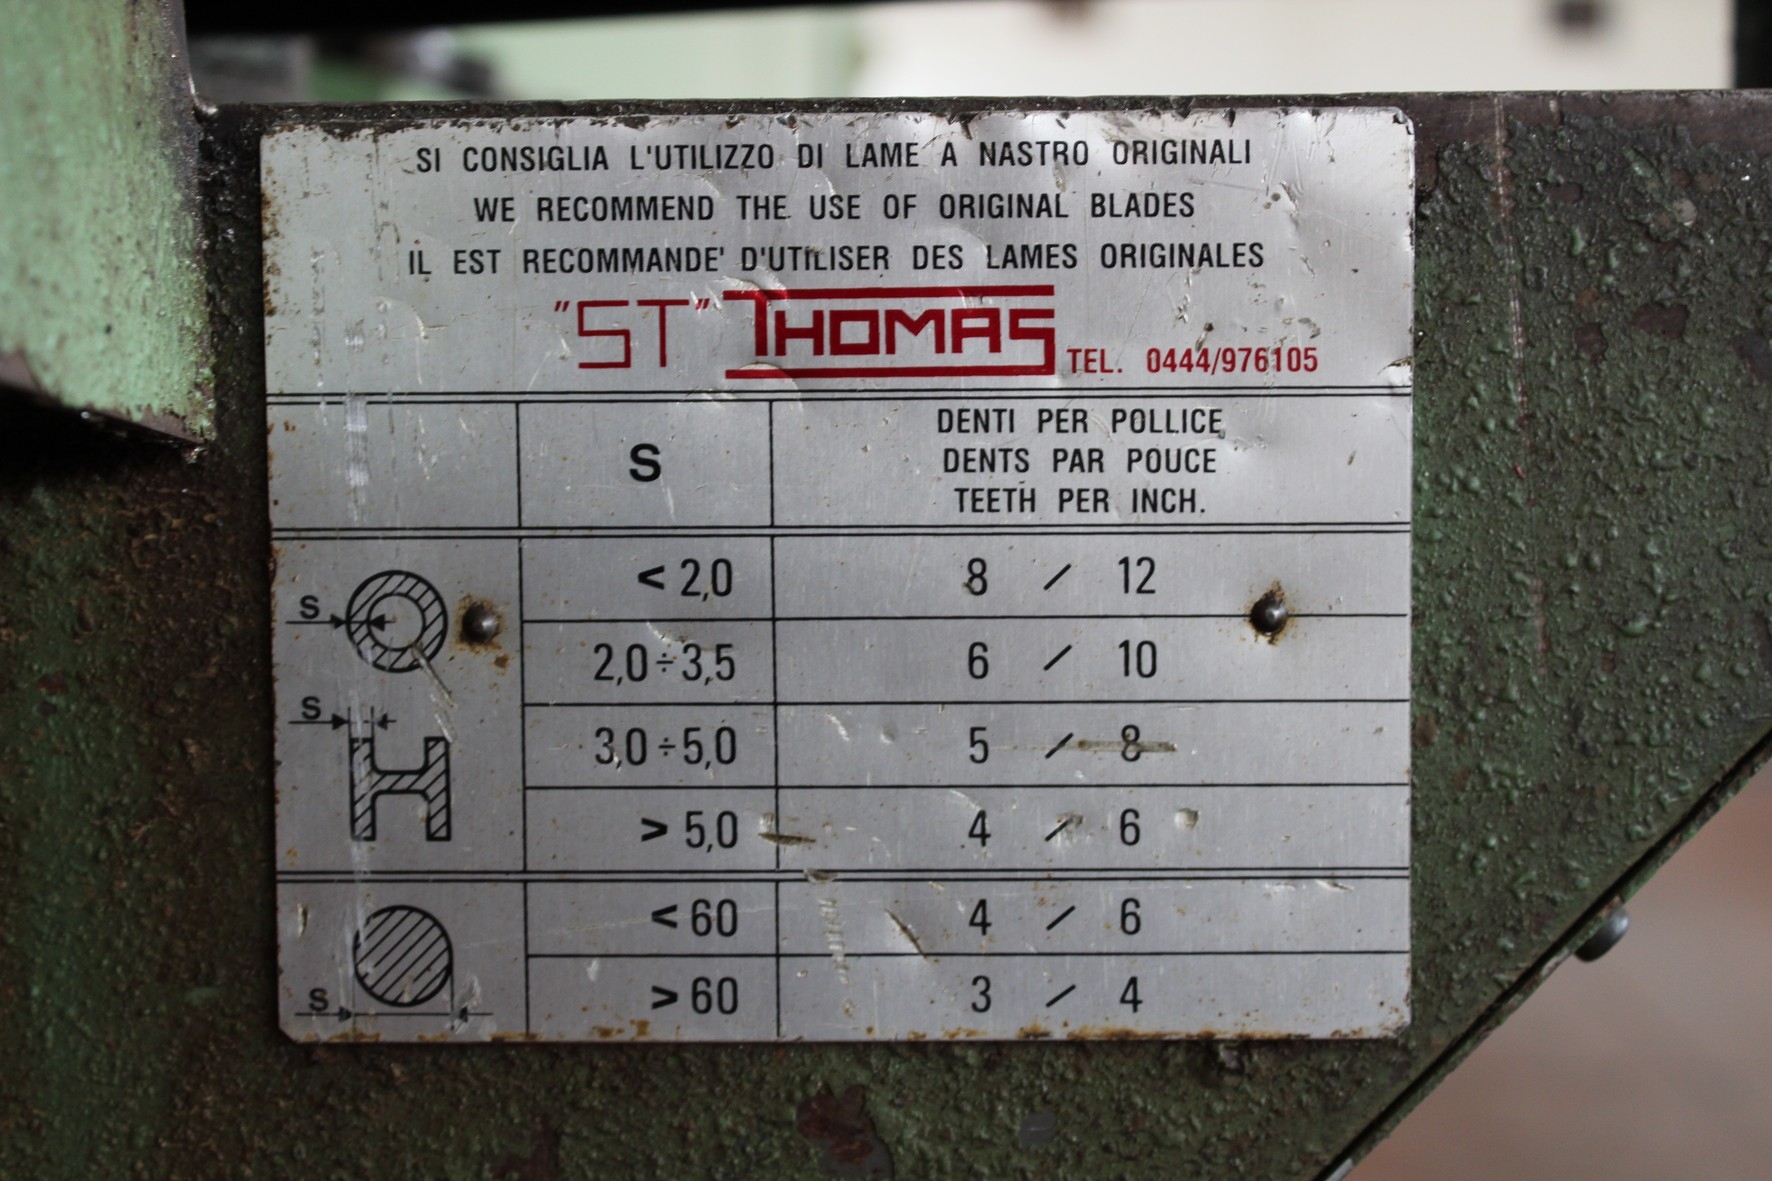 SI CONSIGLIA L'UTILIZZO DI LAME A NASTRO ORIGINALI
WE RECOMMEND THE USE OF ORIGINAL BLADES
IL EST RECOMMANDE' D'UTILISER DES LAMES ORIGINALES
"ST" THOMAS TEL. 0444/976105
S
DENTI PER POLLICE
DENTS PAR POUCE
TEETH PER INCH.
S
< 2,0 8 / 12
2,0÷3,5 6 / 10
S
3,0÷5,0 5 / 8
> 5,0 4 / 6
< 60 4 / 6
S
> 60 3 / 4